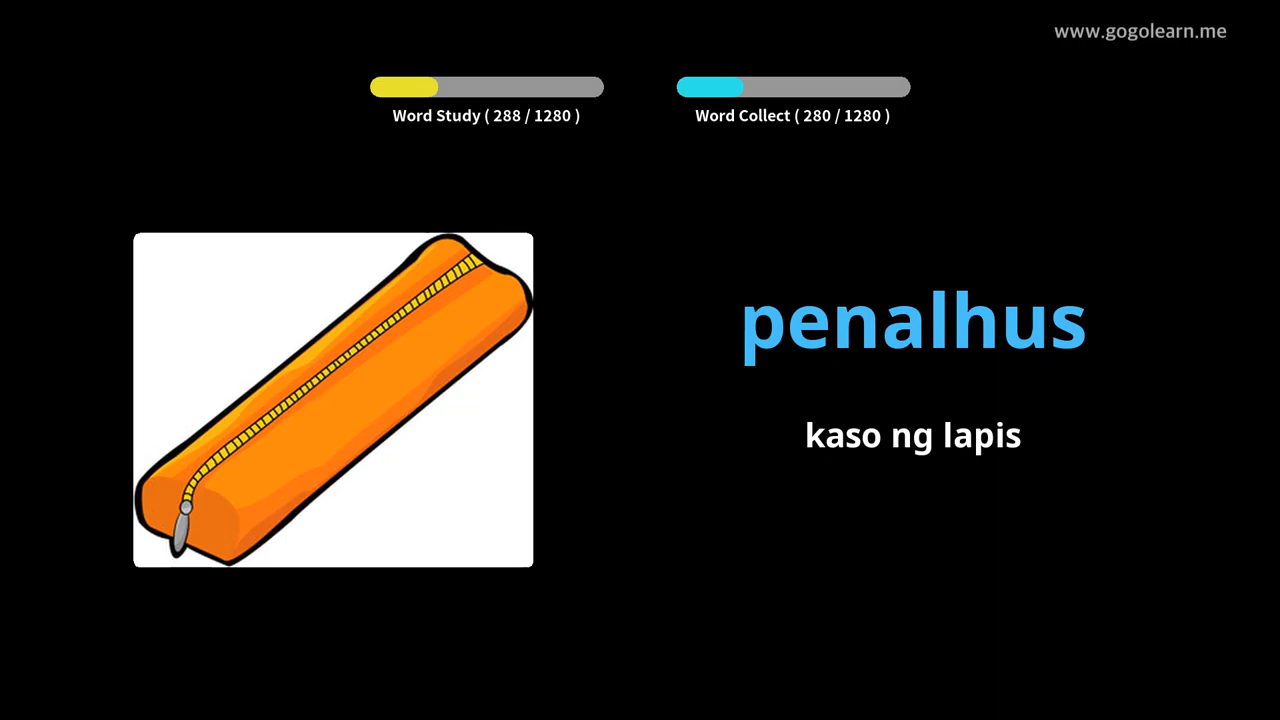 www.gogolearn.me
Word Study ( 288 / 1280 )
Word Collect ( 280 / 1280 )
penalhus
kaso ng lapis